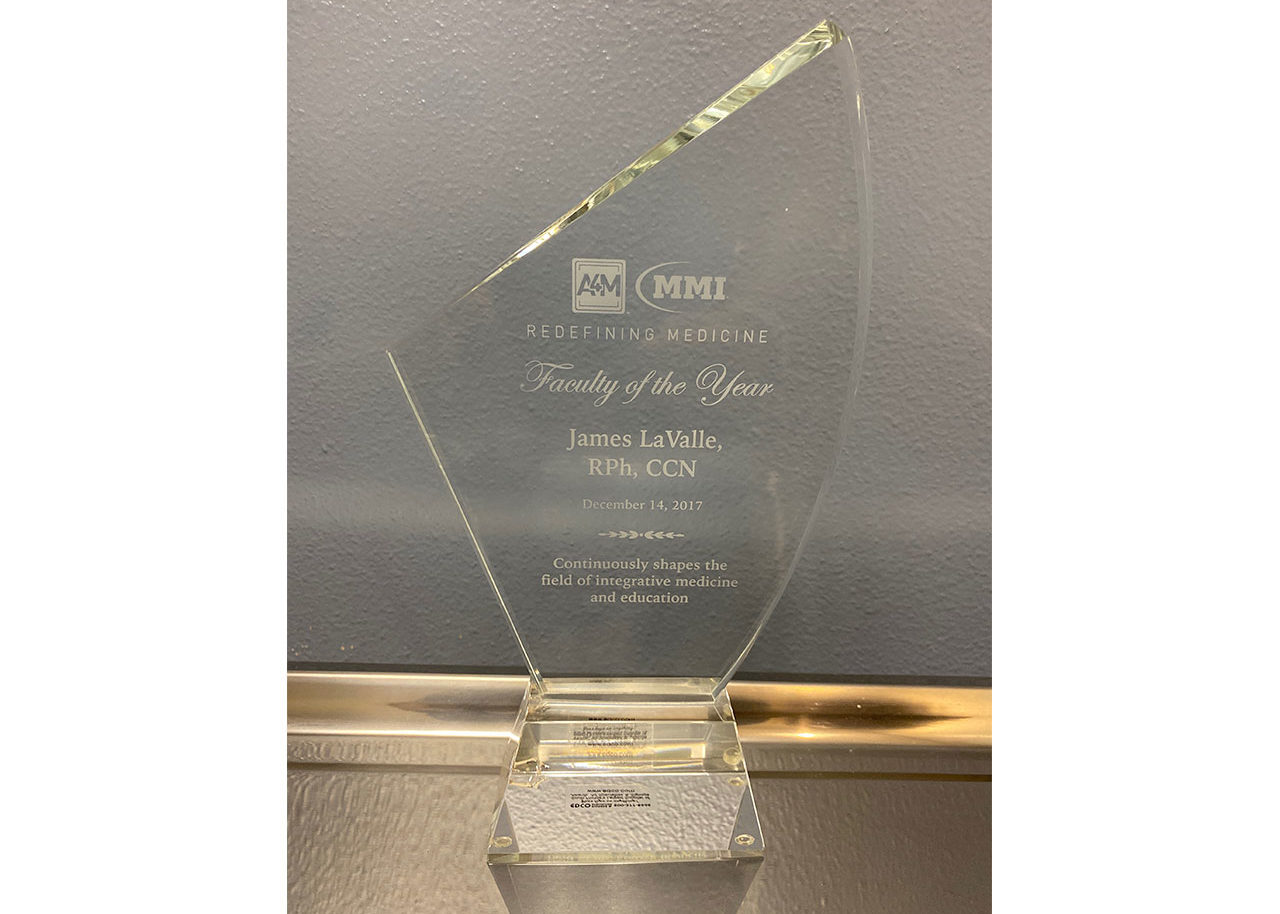 A4M MMI
REDEFINING MEDICINE
Faculty of the Year
James LaValle,
RPh, CCN
December 14, 2017
Continuously shapes the
field of integrative medicine
and education
EDCO